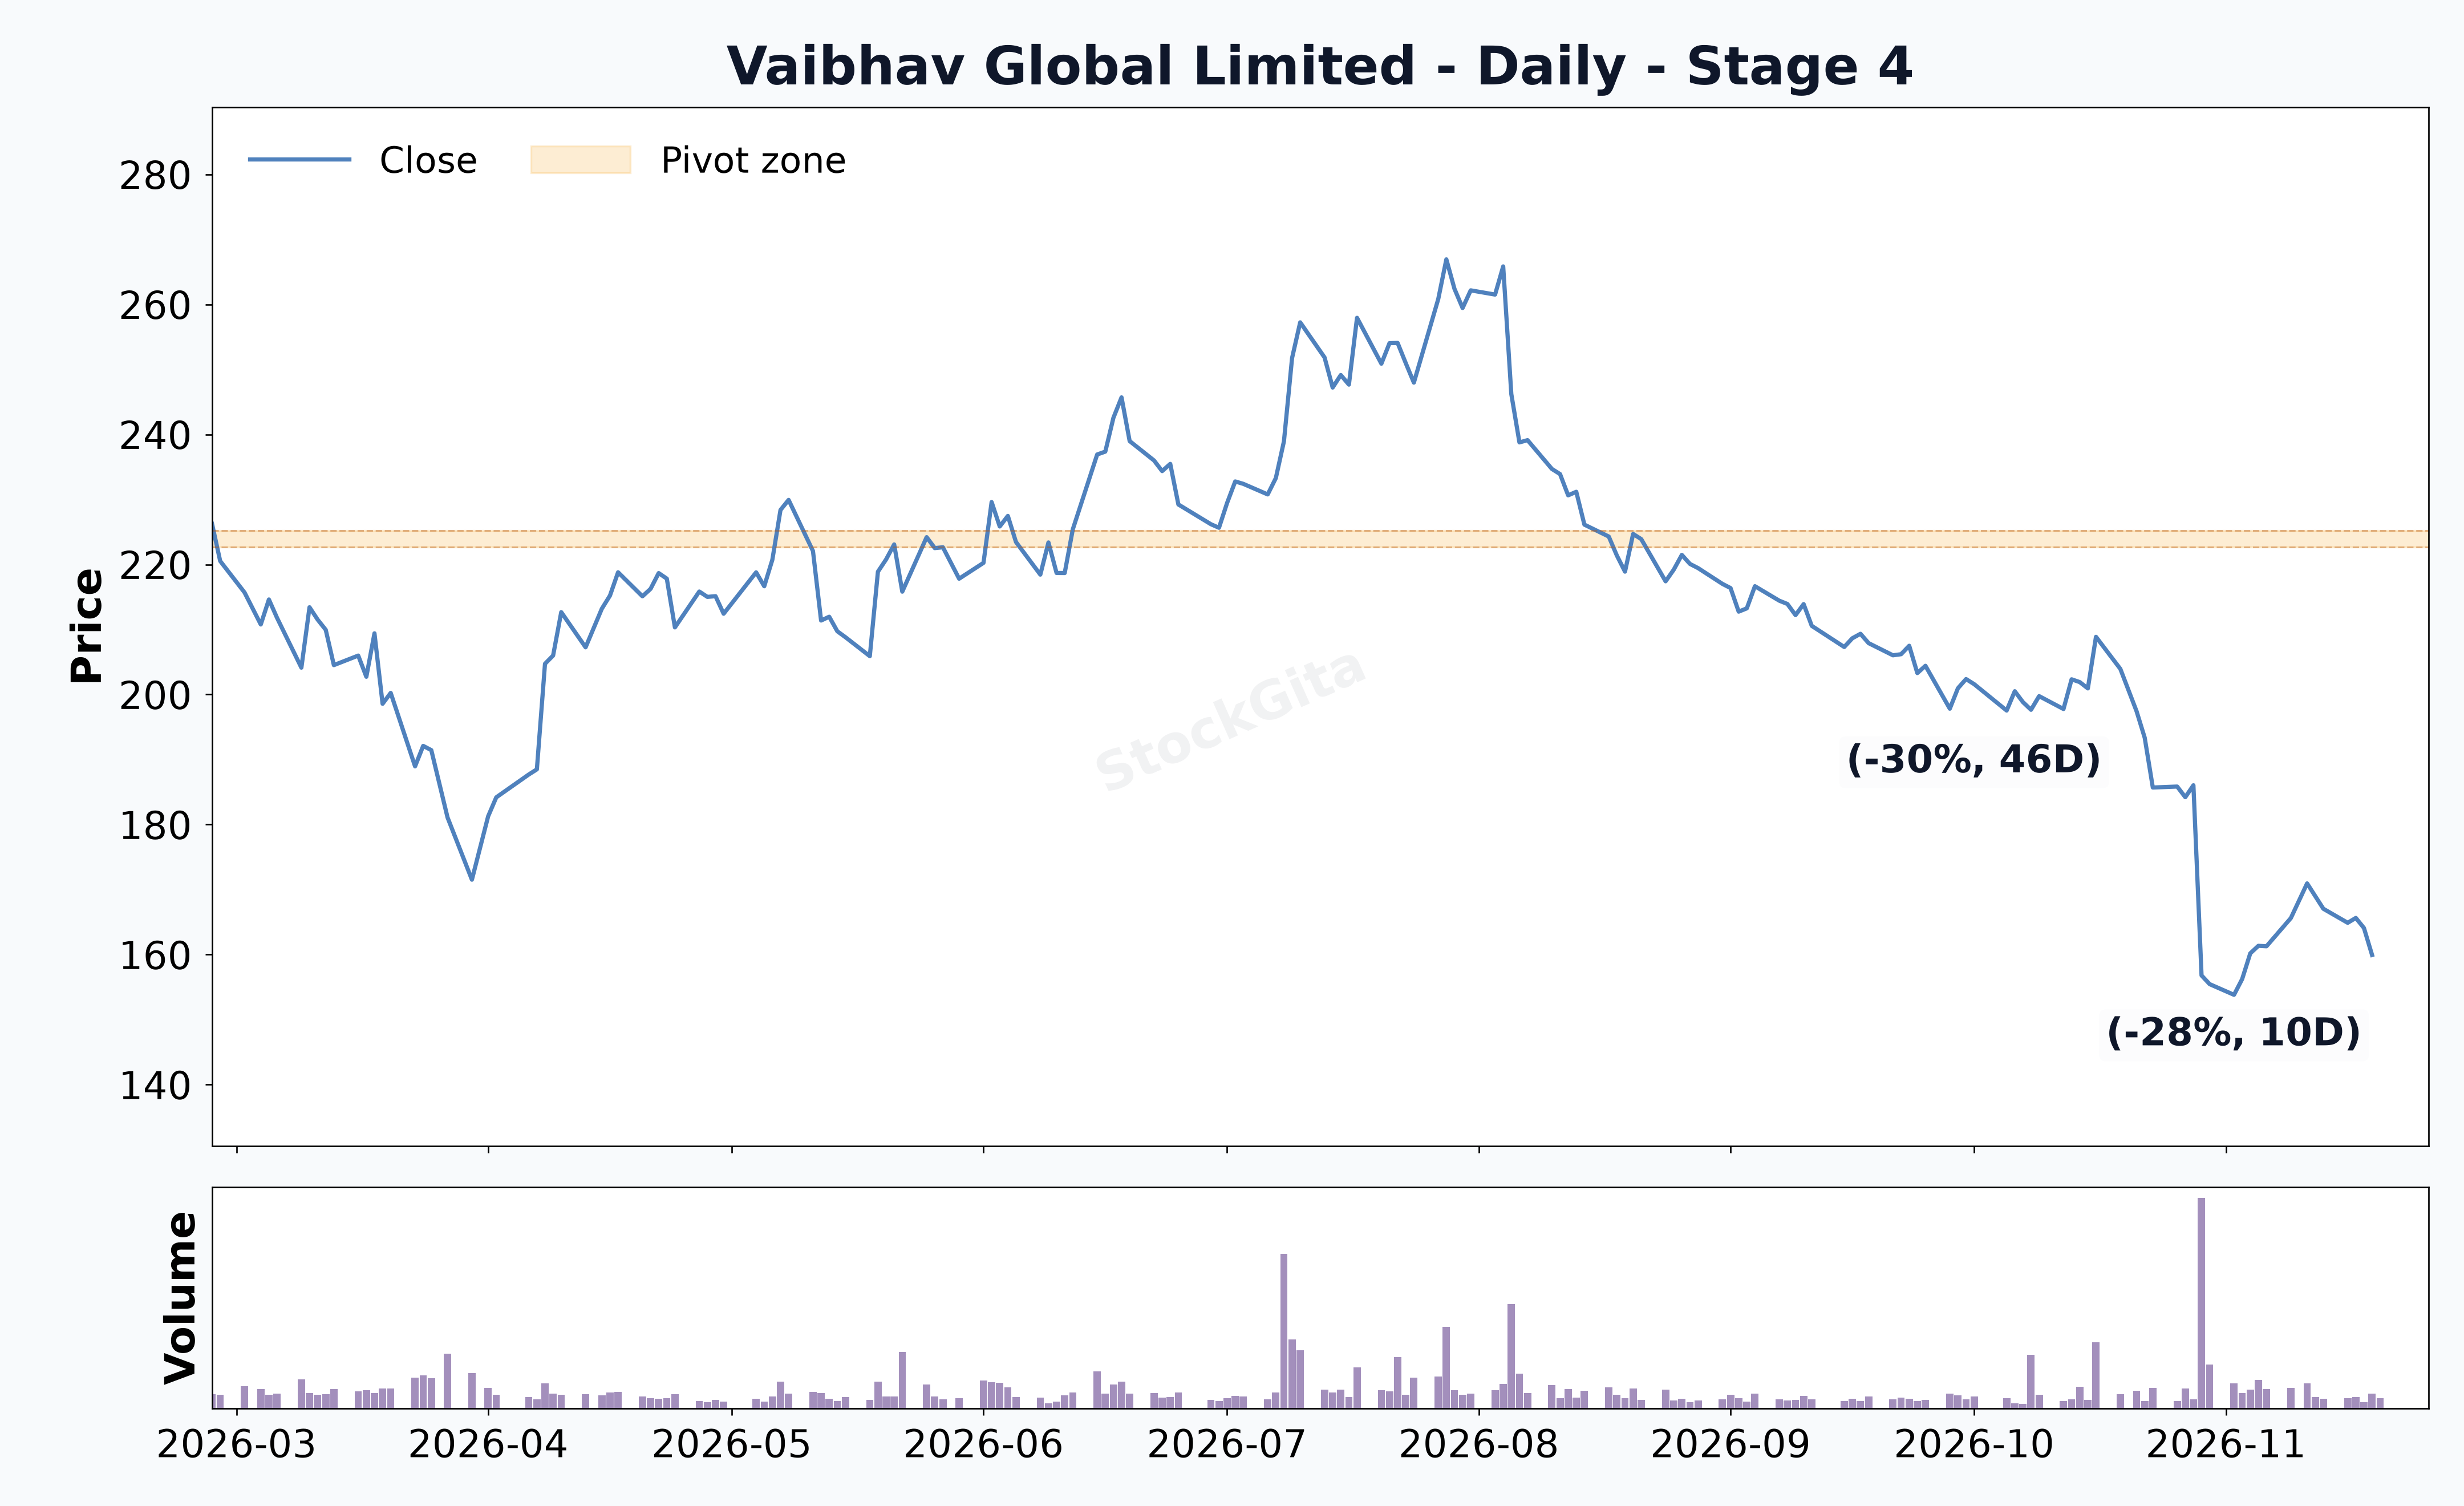 Vaibhav Global Limited - Daily - Stage 4
Close
Pivot zone
280
260
240
220
200
180
160
140
Price
StockGita
(-30%, 46D)
(-28%, 10D)
Volume
2026-03
2026-04
2026-05
2026-06
2026-07
2026-08
2026-09
2026-10
2026-11